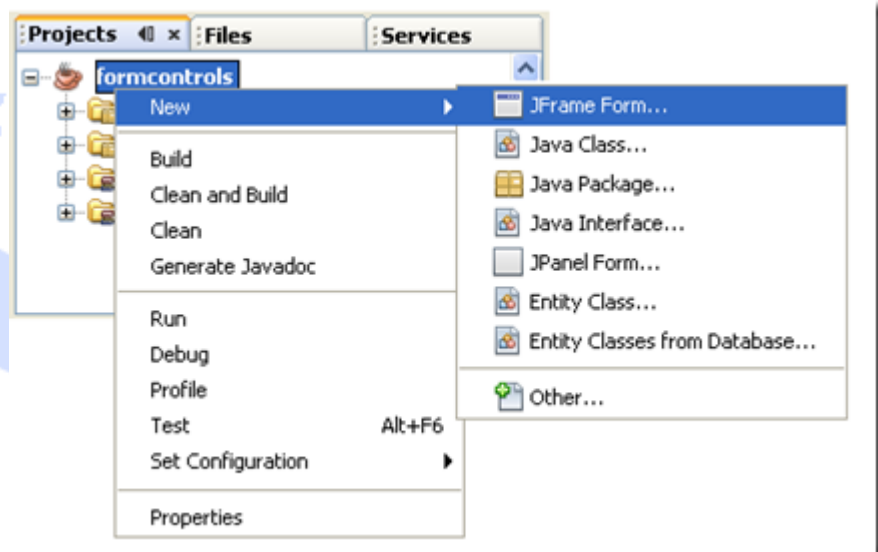 Projects Files Services
formcontrols
New
Build
Clean and Build
Clean
Generate Javadoc
Run
Debug
Profile
Test Alt+F6
Set Configuration
Properties
JFrame Form...
Java Class...
Java Package...
Java Interface...
JPanel Form...
Entity Class...
Entity Classes from Database...
Other...